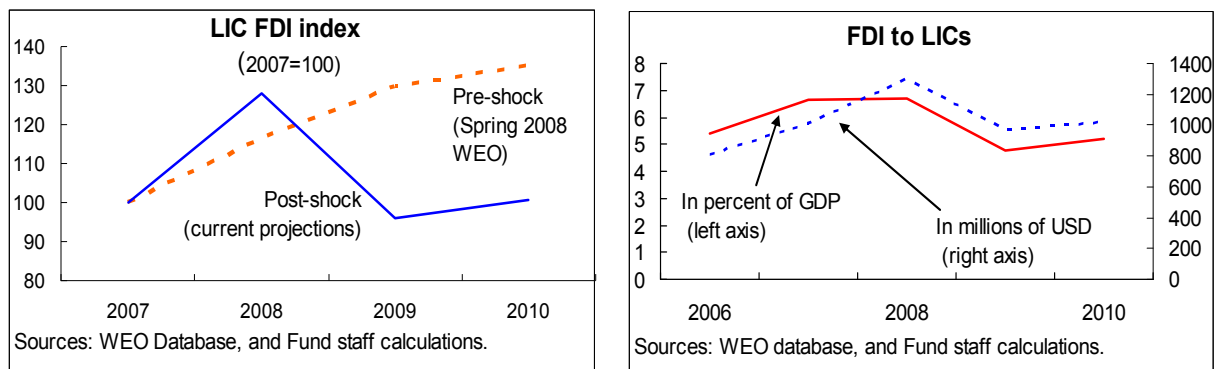 LIC FDI index
(2007=100)
140
130
120
110
100
90
80
Pre-shock
(Spring 2008
WEO)
Post-shock
(current projections)
2007 2008 2009 2010
Sources: WEO Database, and Fund staff calculations.
FDI to LICs
8
7
6
5
4
3
2
1
0
1400
1200
1000
800
600
400
200
0
In percent of GDP
(left axis)
In millions of USD
(right axis)
2006 2008 2010
Sources: WEO database, and Fund staff calculations.